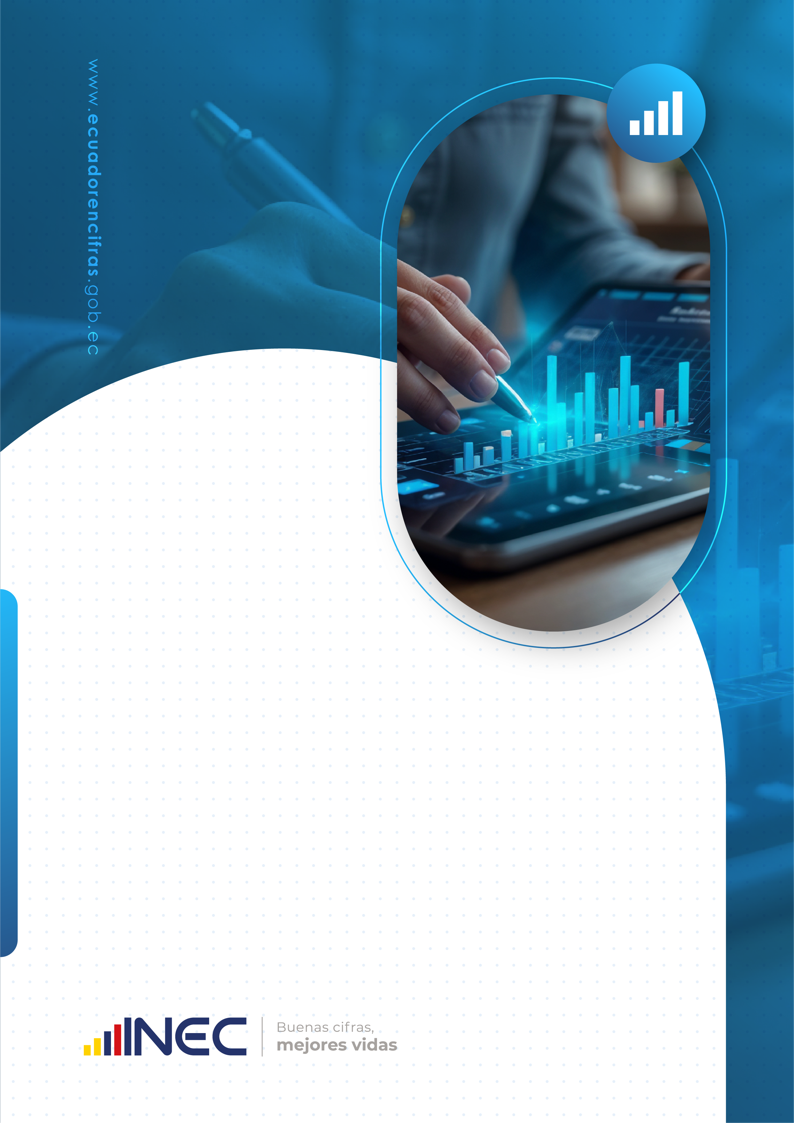 www.ecuadorencifras.gob.ec
INEC
Buenas cifras,
mejores vidas